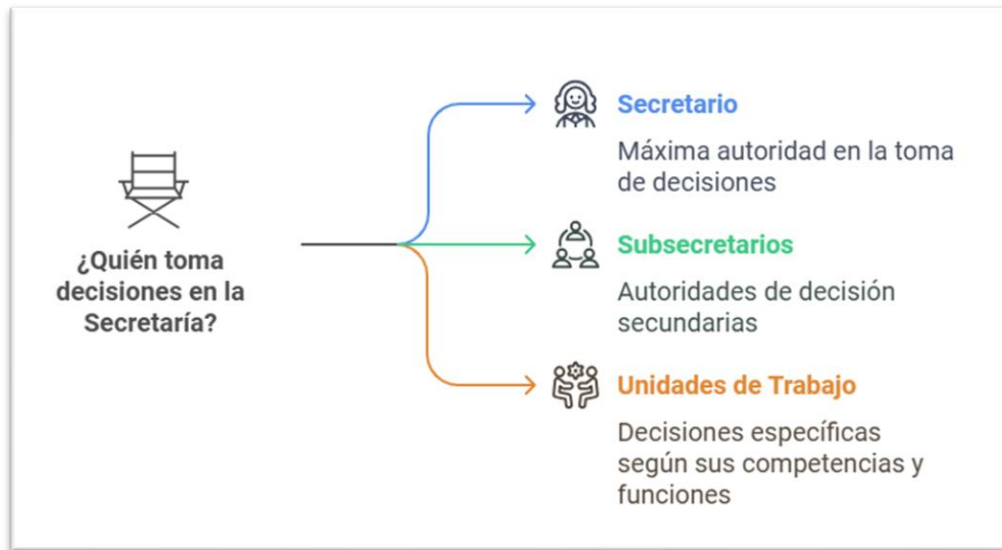 ¿Quién toma
decisiones en la
Secretaría?
Secretario
Máxima autoridad en la toma
de decisiones
Subsecretarios
Autoridades de decisión
secundarias
Unidades de Trabajo
Decisiones específicas
según sus competencias y
funciones